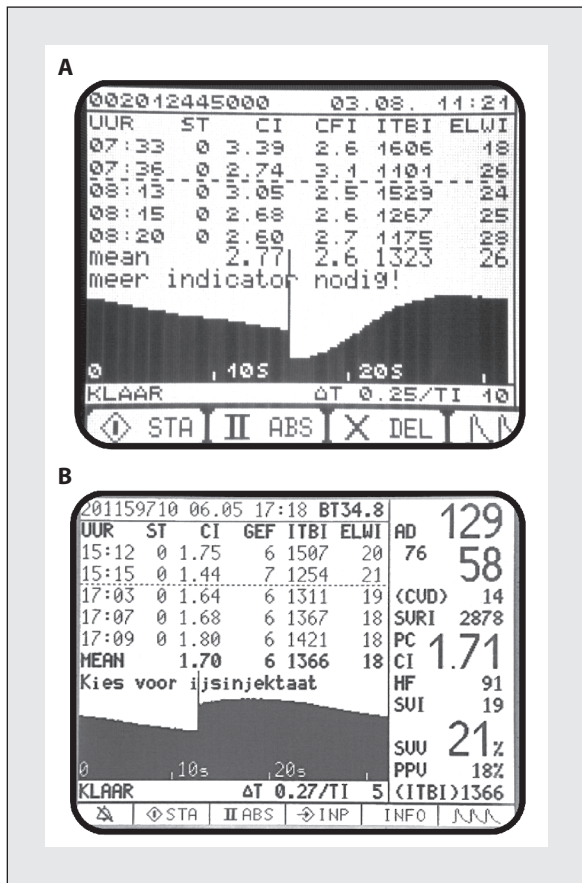 A
002012445000 03.08. 11:21
UUR ST CI CFI ITBI ELWI
07:33 0 3.39 2.6 1606 18
07:36 0 2.74 3.1 1101 26
08:13 0 3.05 2.5 1529 24
08:15 0 2.68 2.6 1267 25
08:20 0 2.60 2.7 1175 28
mean 2.77 2.6 1323 26
meer indicator nodig!
0 10S 20S
KLAAR ΔT 0.25/TI 10
STA II ABS X DEL
B
201159710 06.05 17:18 BT34.8
UUR ST CI GEF ITBI ELWI
15:12 0 1.75 6 1507 20
15:15 0 1.44 7 1254 21
17:03 0 1.64 6 1311 19
17:07 0 1.68 6 1367 18
17:09 0 1.80 6 1421 18
MEAN 1.70 6 1366 18
Kies voor ijsinjektaat
0 10s 20s
KLAAR ΔT 0.27/TI 5
STA II ABS INP INFO
AD 129
76 58
(CUD) 14
SURI 2878
PC
CI 1.71
HF 91
SUI 19
SUU 21%
PPU 18%
(ITBI)1366